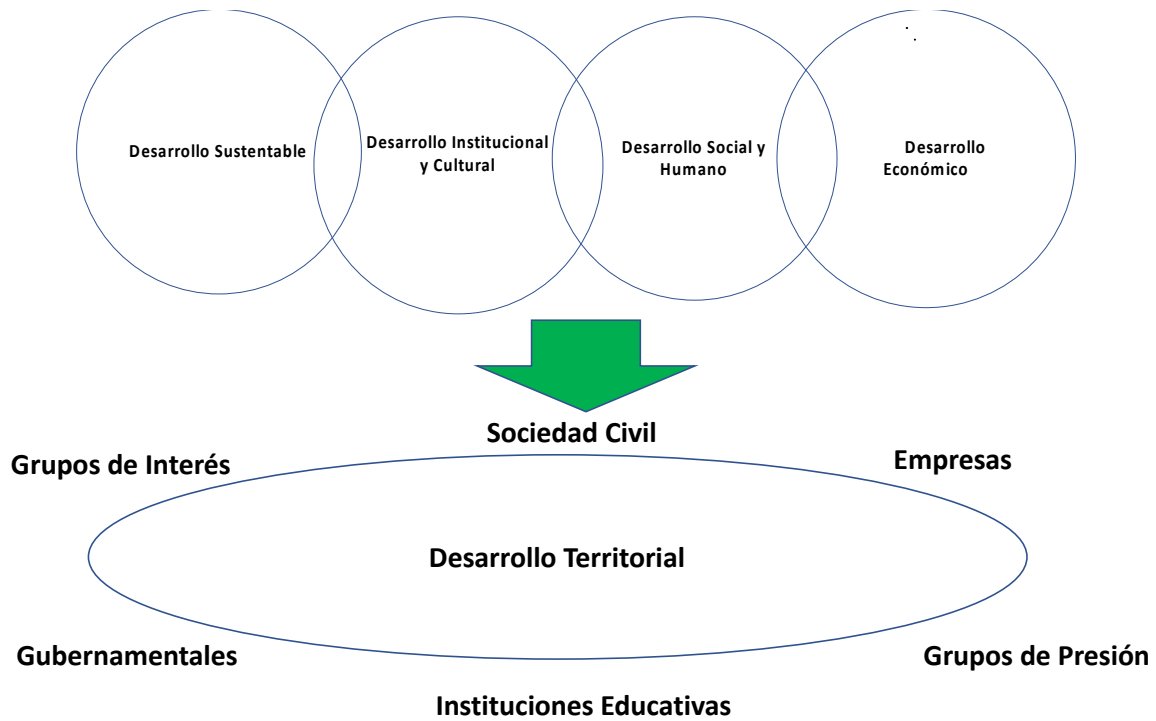 Desarrollo Sustentable
Desarrollo Institucional
y Cultural
Desarrollo Social y
Humano
Desarrollo
Económico
Sociedad Civil
Grupos de Interés
Empresas
Desarrollo Territorial
Gubernamentales
Grupos de Presión
Instituciones Educativas